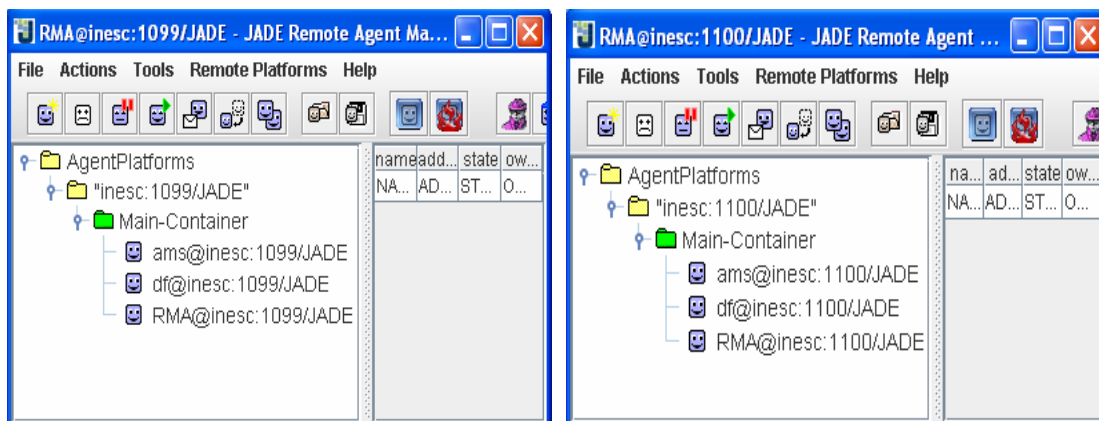 RMA@inesc:1099/JADE - JADE Remote Agent Ma...
File Actions Tools Remote Platforms Help
AgentPlatforms
"inesc:1099/JADE"
Main-Container
ams@inesc:1099/JADE
df@inesc:1099/JADE
RMA@inesc:1099/JADE
name add... state ow...
NA... AD... ST... O...
RMA@inesc:1100/JADE - JADE Remote Agent ...
File Actions Tools Remote Platforms Help
AgentPlatforms
"inesc:1100/JADE"
Main-Container
ams@inesc:1100/JADE
df@inesc:1100/JADE
RMA@inesc:1100/JADE
na... ad... state ow...
NA... AD... ST... O...